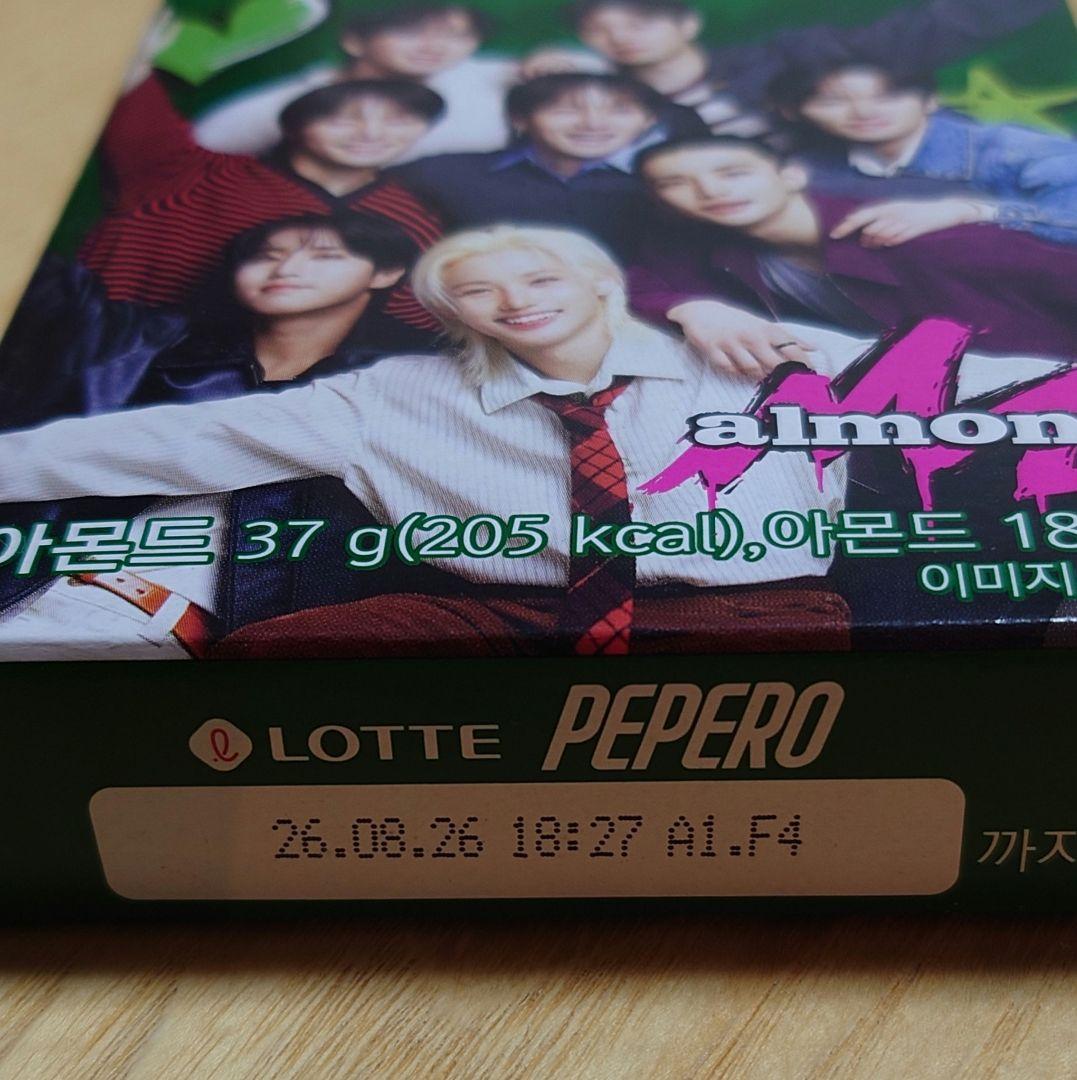 almon
아몬트 37 g(205 kcal),아몬드 18
이미지
LOTTE PEPERO
26.08.26 18:27 A1.F4
까지